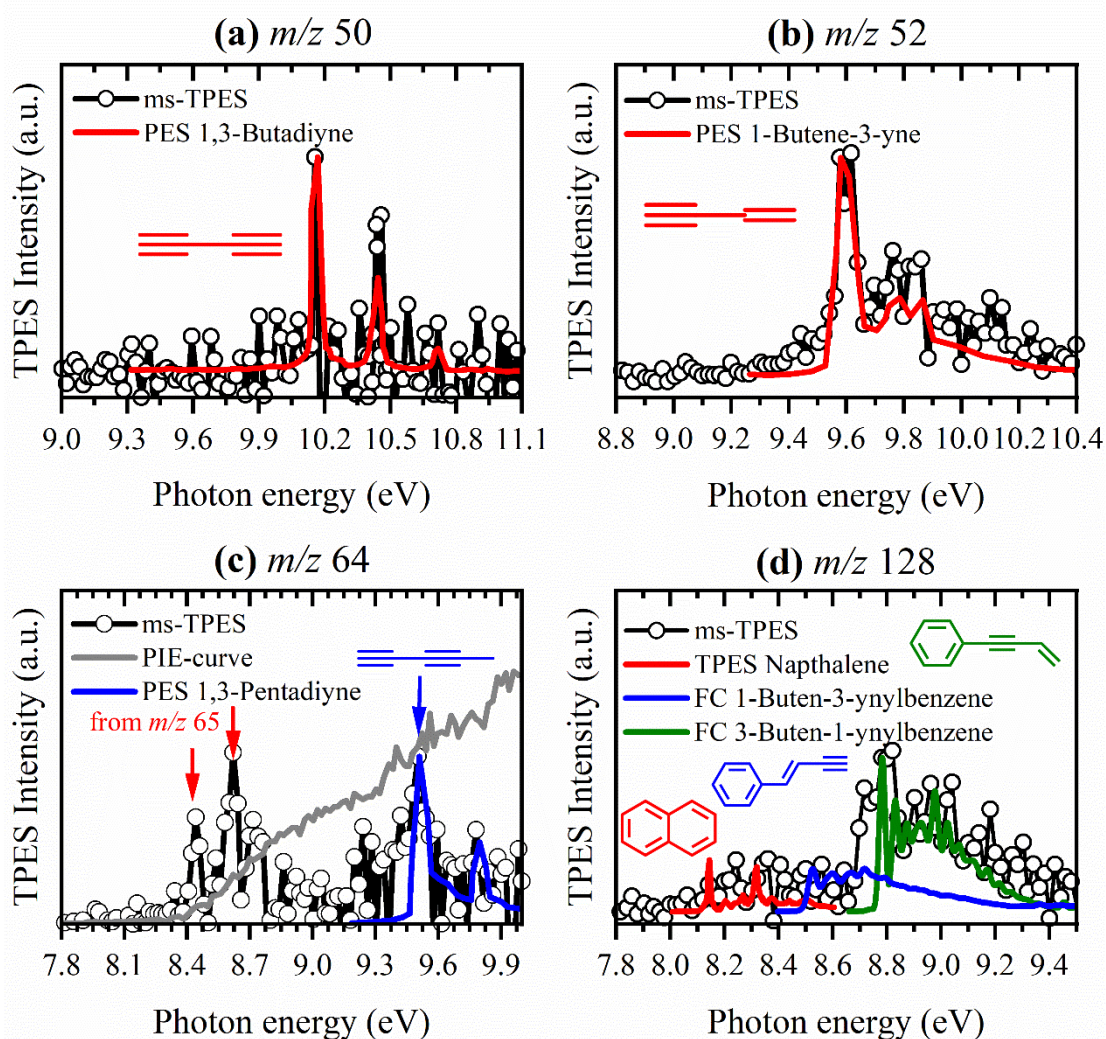 (a) m/z 50
TPES Intensity (a.u.)
ms-TPES
PES 1,3-Butadiyne
9.0 9.3 9.6 9.9 10.2 10.5 10.8 11.1
Photon energy (eV)
(b) m/z 52
TPES Intensity (a.u.)
ms-TPES
PES 1-Butene-3-yne
8.8 9.0 9.2 9.4 9.6 9.8 10.0 10.2 10.4
Photon energy (eV)
(c) m/z 64
TPES Intensity (a.u.)
ms-TPES
PIE-curve
PES 1,3-Pentadiyne
from m/z 65
7.8 8.1 8.4 8.7 9.0 9.3 9.6 9.9
Photon energy (eV)
(d) m/z 128
TPES Intensity (a.u.)
ms-TPES
TPES Napthalene
FC 1-Buten-3-ynylbenzene
FC 3-Buten-1-ynylbenzene
7.8 8.0 8.2 8.4 8.6 8.8 9.0 9.2 9.4
Photon energy (eV)